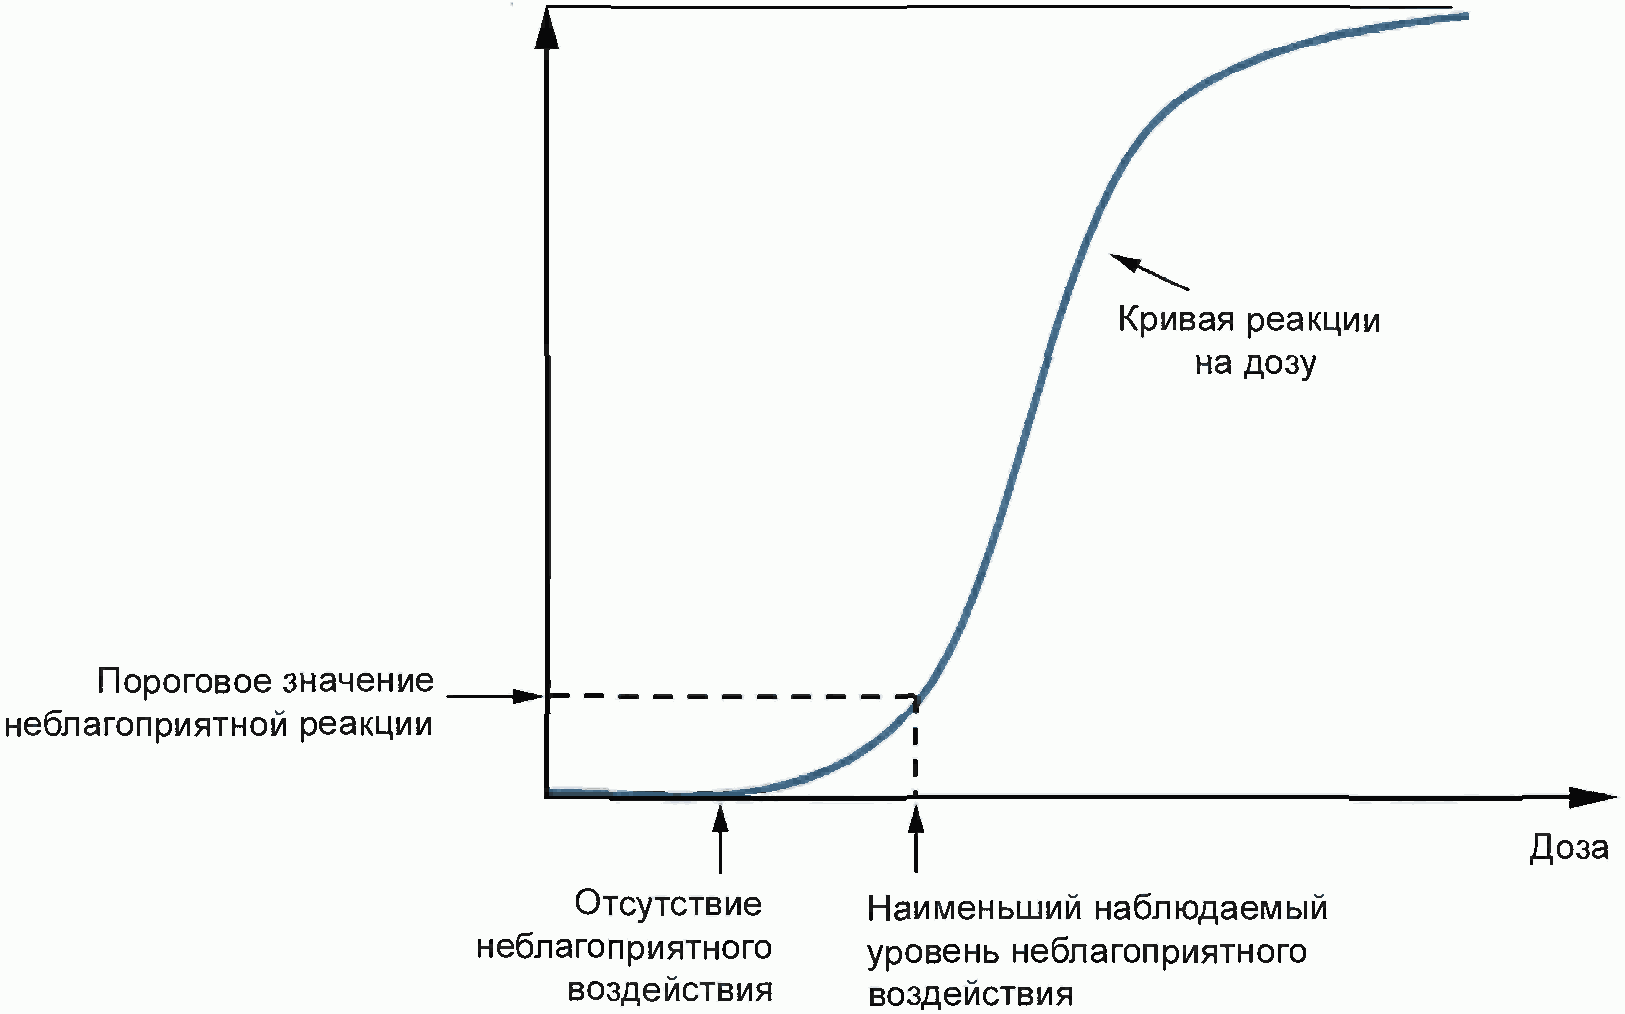 Кривая реакции
на дозу
Пороговое значение
неблагоприятной реакции
Доза
Отсутствие
неблагоприятного
воздействия
Наименьший наблюдаемый
уровень неблагоприятного
воздействия